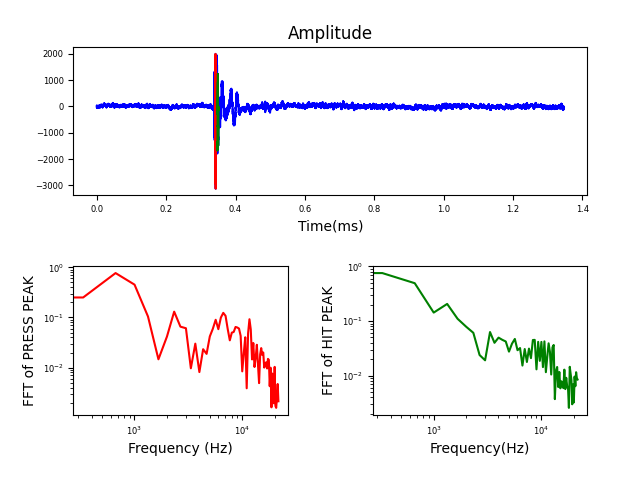 Amplitude
2000
1000
0
−1000
−2000
−3000
0.0 0.2 0.4 0.6 0.8 1.0 1.2 1.4
Time(ms)
FFT of PRESS PEAK
10⁰
10⁻¹
10⁻²
10³ 10⁴
Frequency (Hz)
FFT of HIT PEAK
10⁰
10⁻¹
10⁻²
10³ 10⁴
Frequency(Hz)